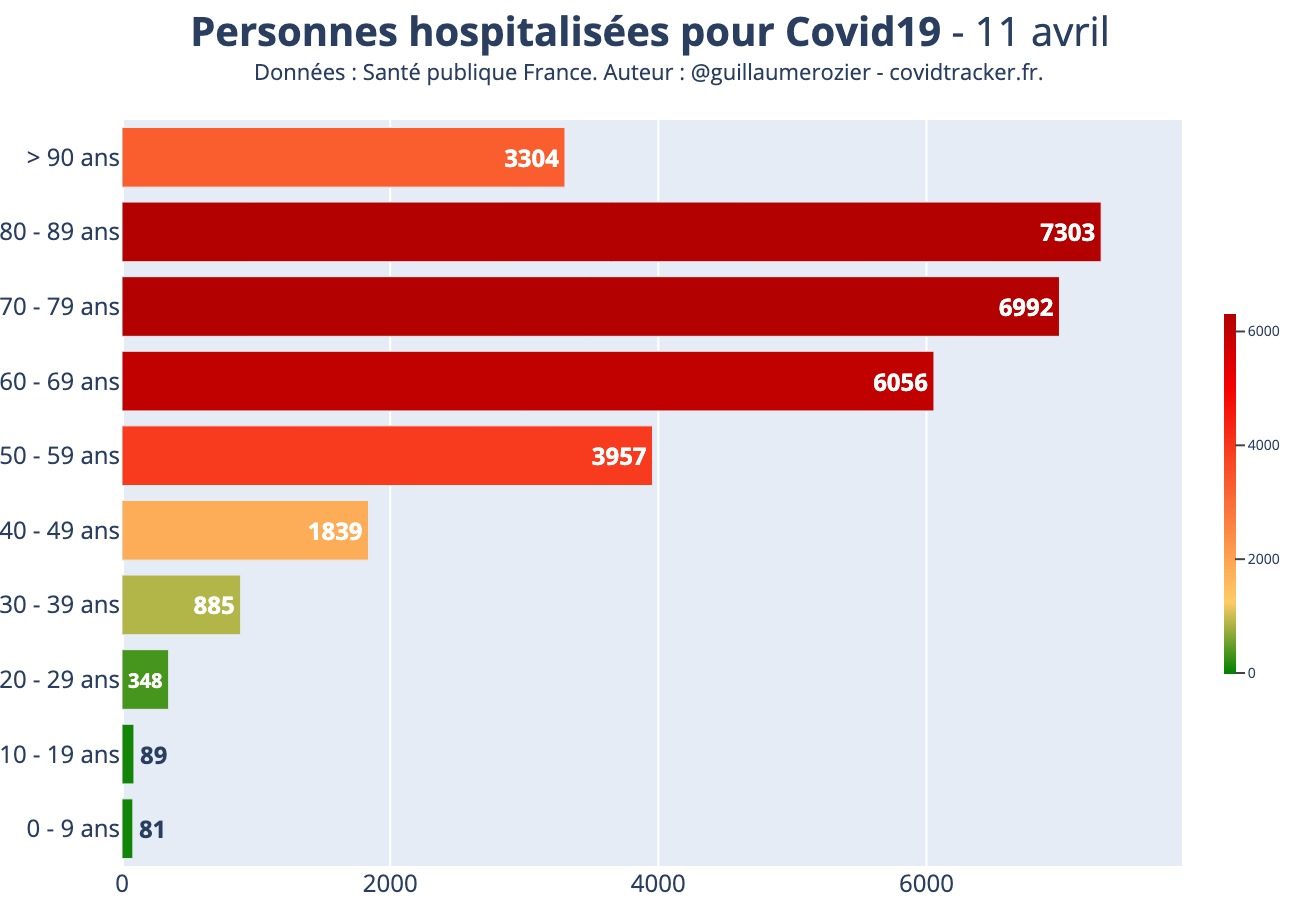 Personnes hospitalisées pour Covid19 - 11 avril
Données : Santé publique France. Auteur : @guillaumerozier - covidtracker.fr.
> 90 ans 3304
80 - 89 ans 7303
70 - 79 ans 6992
60 - 69 ans 6056
50 - 59 ans 3957
40 - 49 ans 1839
30 - 39 ans 885
20 - 29 ans 348
10 - 19 ans 89
0 - 9 ans 81
0 2000 4000 6000
6000
4000
2000
0